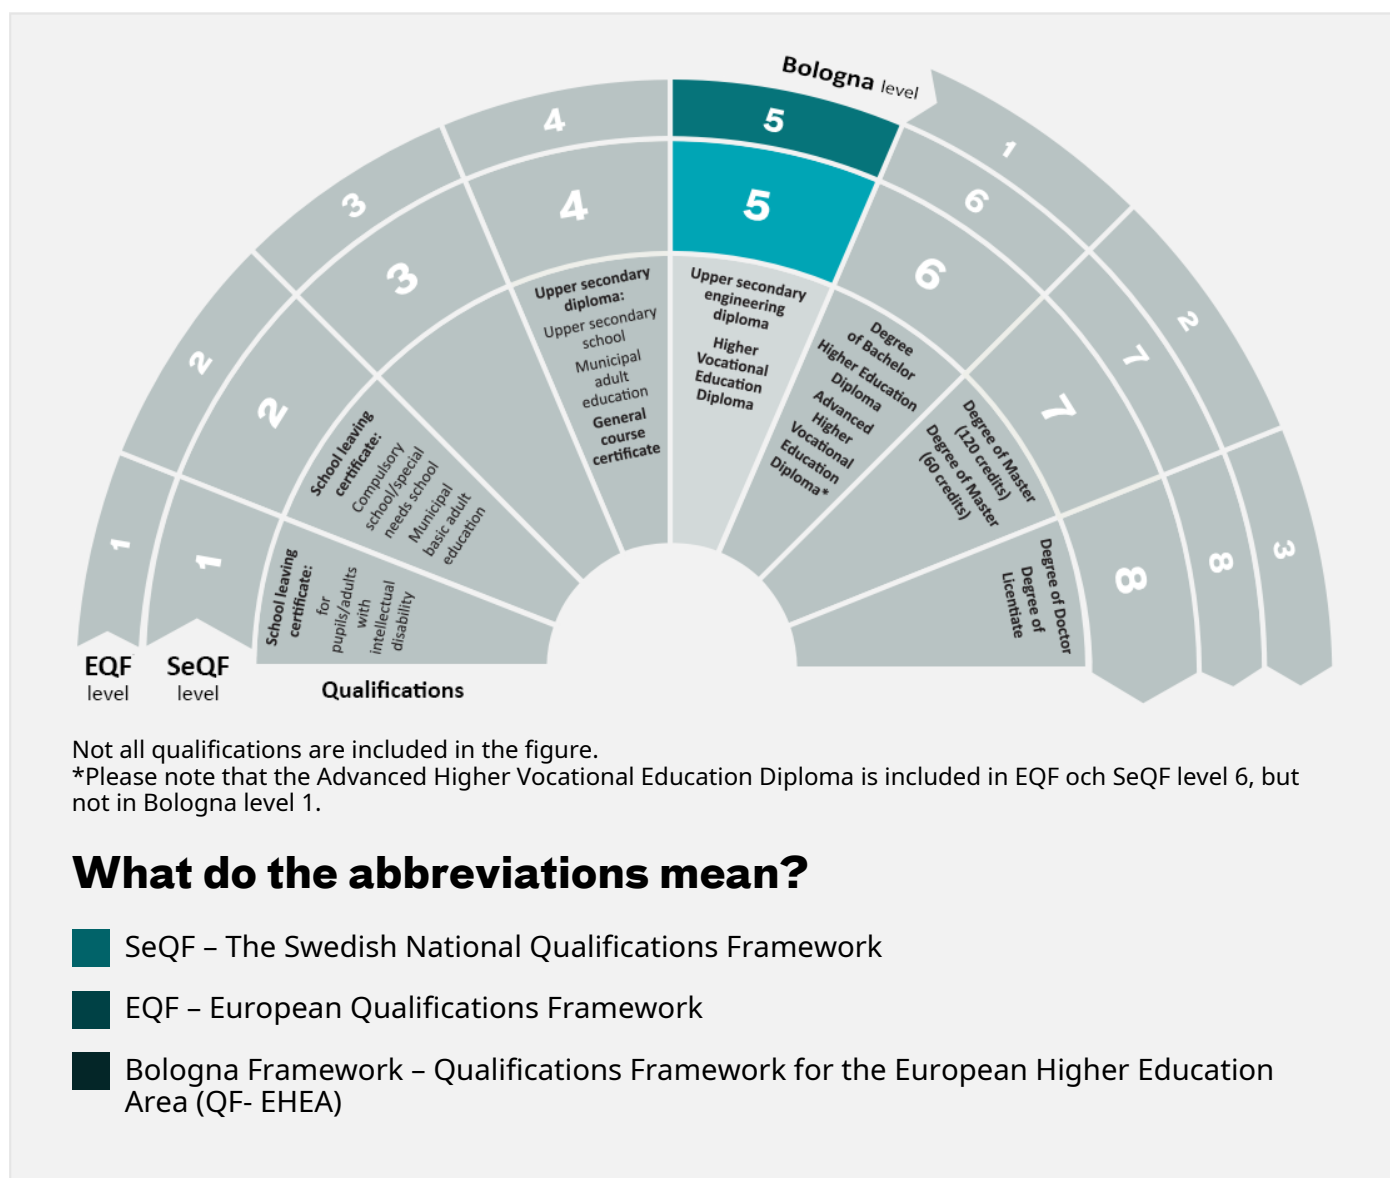 Bologna level
1
2
3
4
5
6
7
8
1
2
3
4
5
6
7
8
1
2
3
School leaving
certificate:
for
pupils/adults
with
intellectual
disability
School leaving
certificate:
Compulsory
school/special
needs school
Municipal
basic adult
education
Upper secondary
diploma:
Upper secondary
school
Municipal
adult
education
General
course
certificate
Upper secondary
engineering
diploma
Higher
Vocational
Education
Diploma
Degree
of Bachelor
Higher Education
Diploma
Advanced
Higher
Vocational
Education
Diploma*
Degree of Master
(120 credits)
Degree of Master
(60 credits)
Degree of Doctor
Degree of
Licentiate
EQF
level
SeQF
level
Qualifications
Not all qualifications are included in the figure.
*Please note that the Advanced Higher Vocational Education Diploma is included in EQF och SeQF level 6, but
not in Bologna level 1.
What do the abbreviations mean?
SeQF – The Swedish National Qualifications Framework
EQF – European Qualifications Framework
Bologna Framework – Qualifications Framework for the European Higher Education
Area (QF- EHEA)